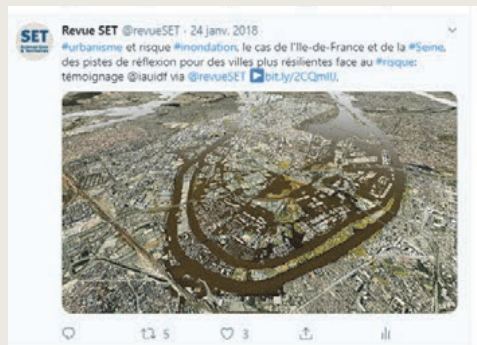 SET
Revue SET @revueSET · 24 janv. 2018
#urbanisme et risque #inondation, le cas de l'Ile-de-France et de la #Seine,
des pistes de réflexion pour des villes plus résilientes face au #risque:
témoignage @iauidf via @revueSET ▶bit.ly/2CQmIU.
5
3